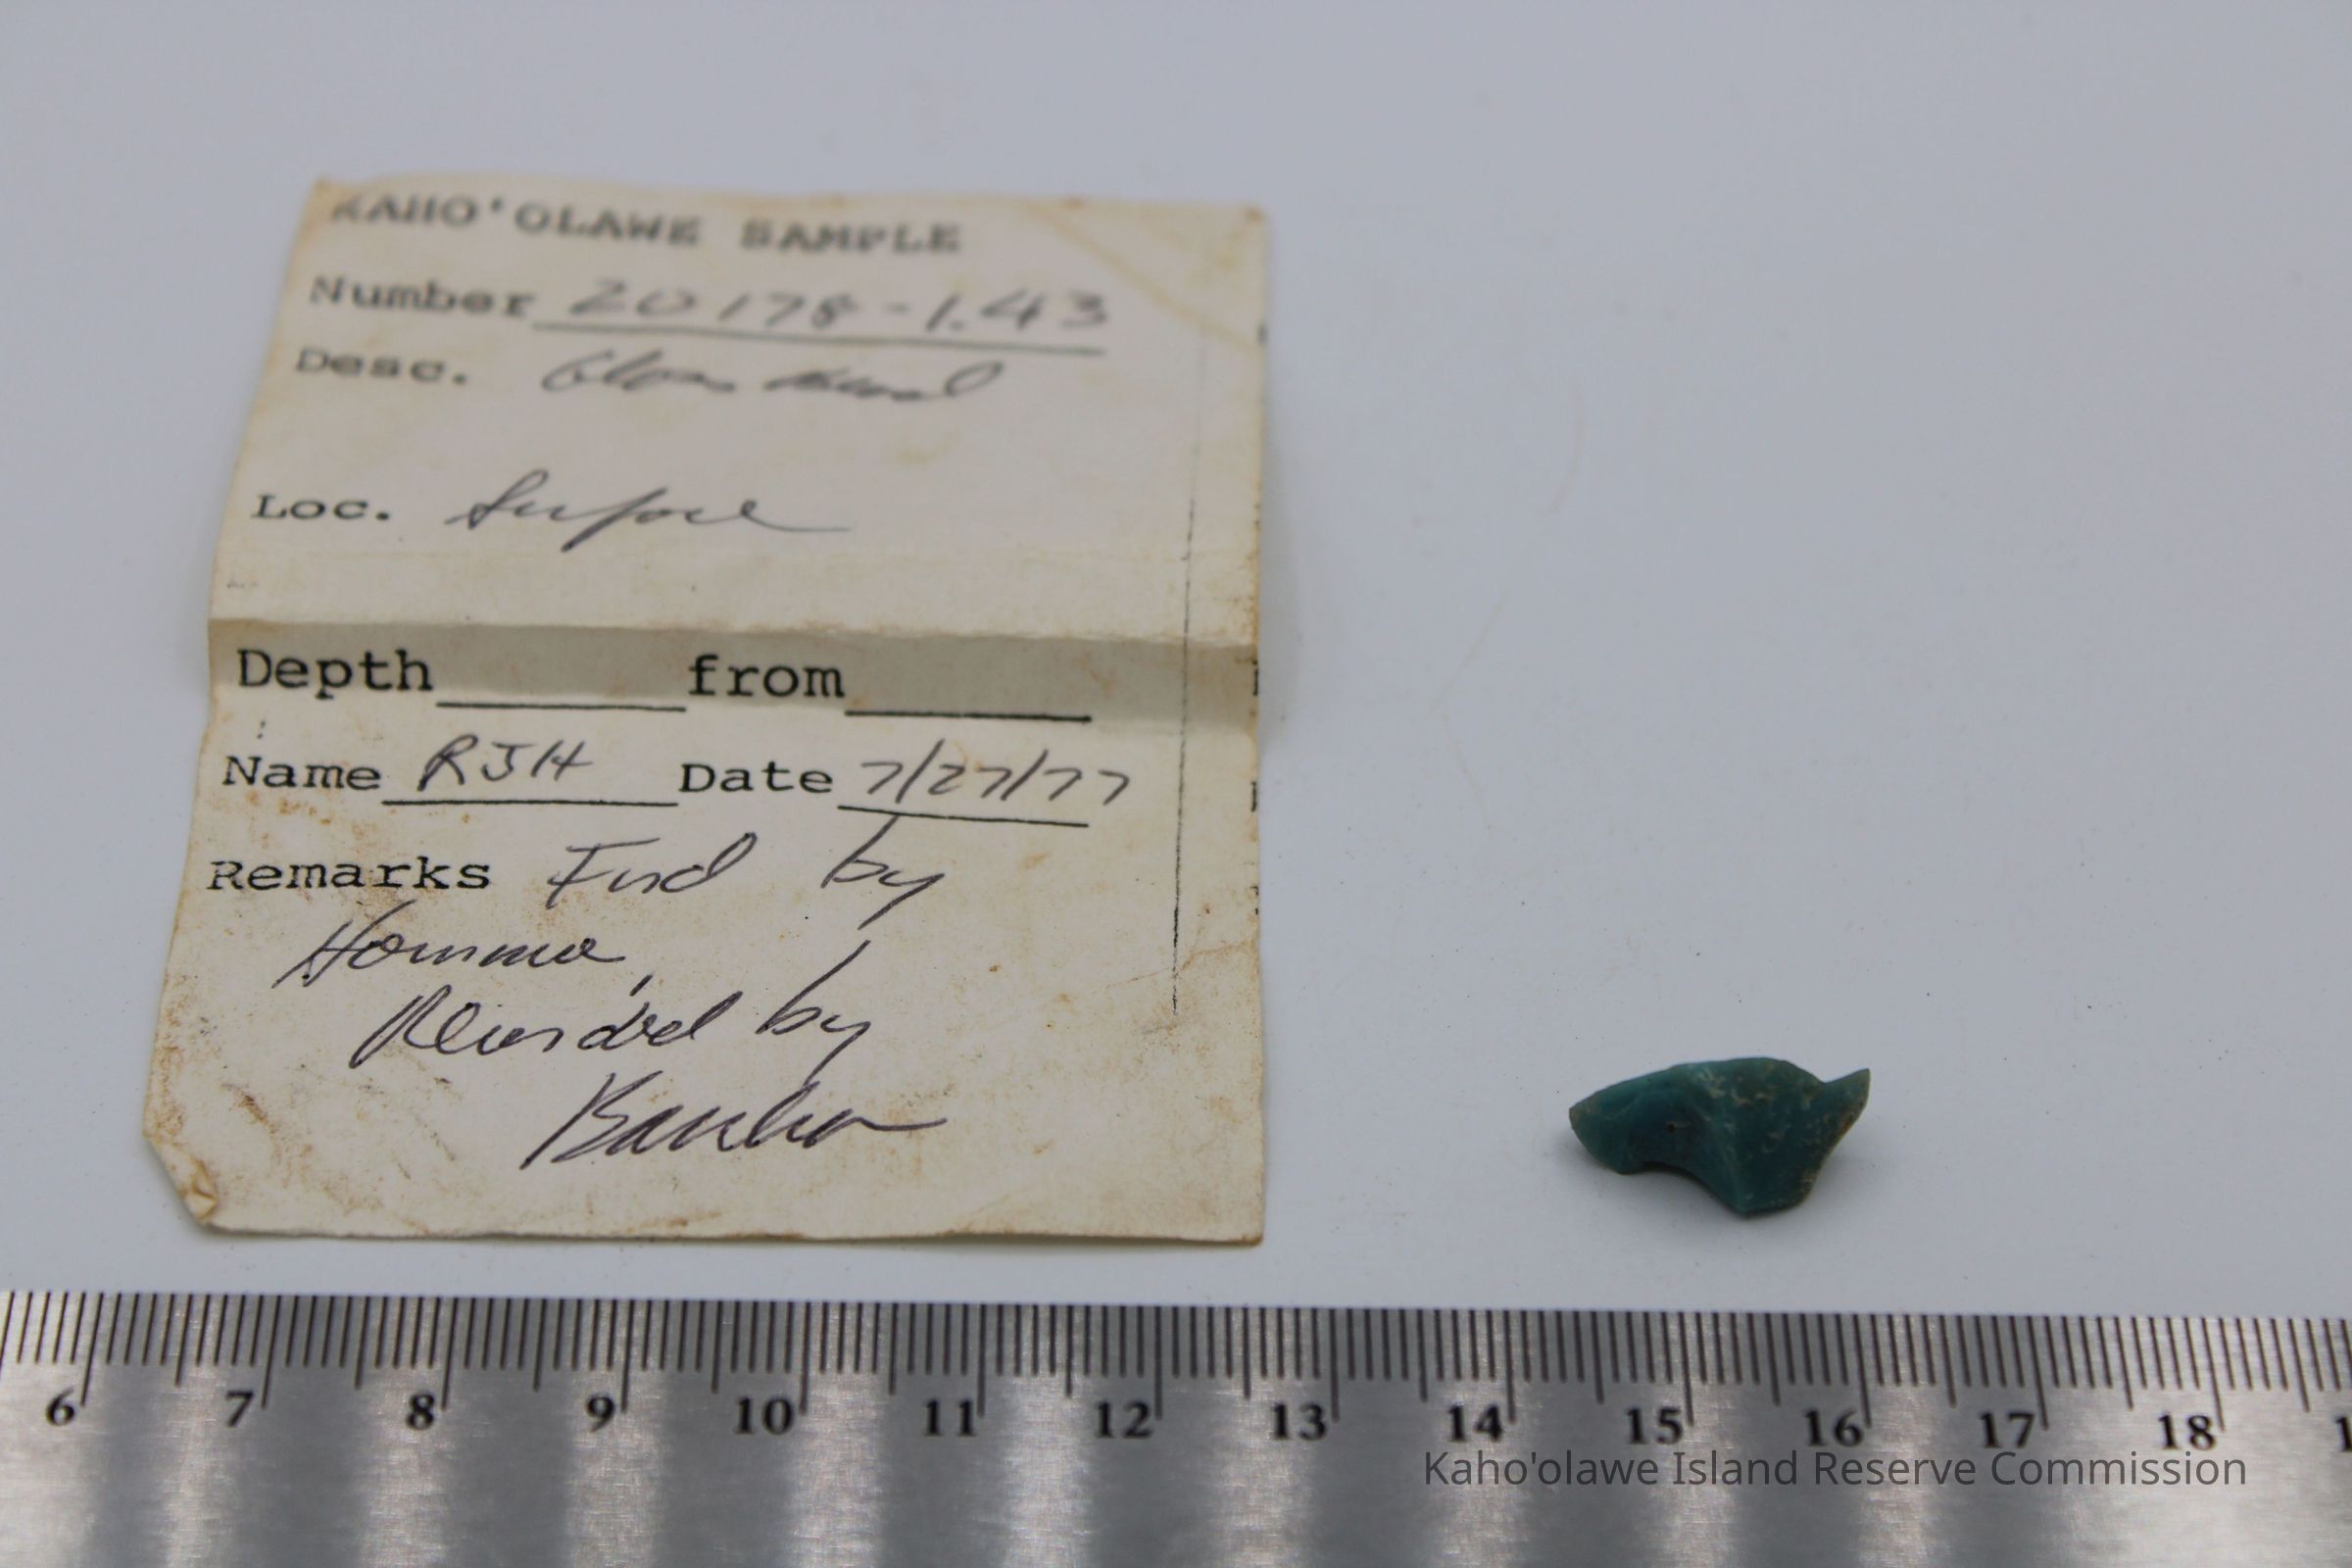 KAHO'OLAWE SAMPLE
Number 20178-1.43
Desc. Glass
Loc. Surface
Depth from
Name RJH Date 7/27/77
Remarks Find by
Hommon,
by
6 7 8 9 10 11 12 13 14 15 16 17 18
Kaho'olawe Island Reserve Commission